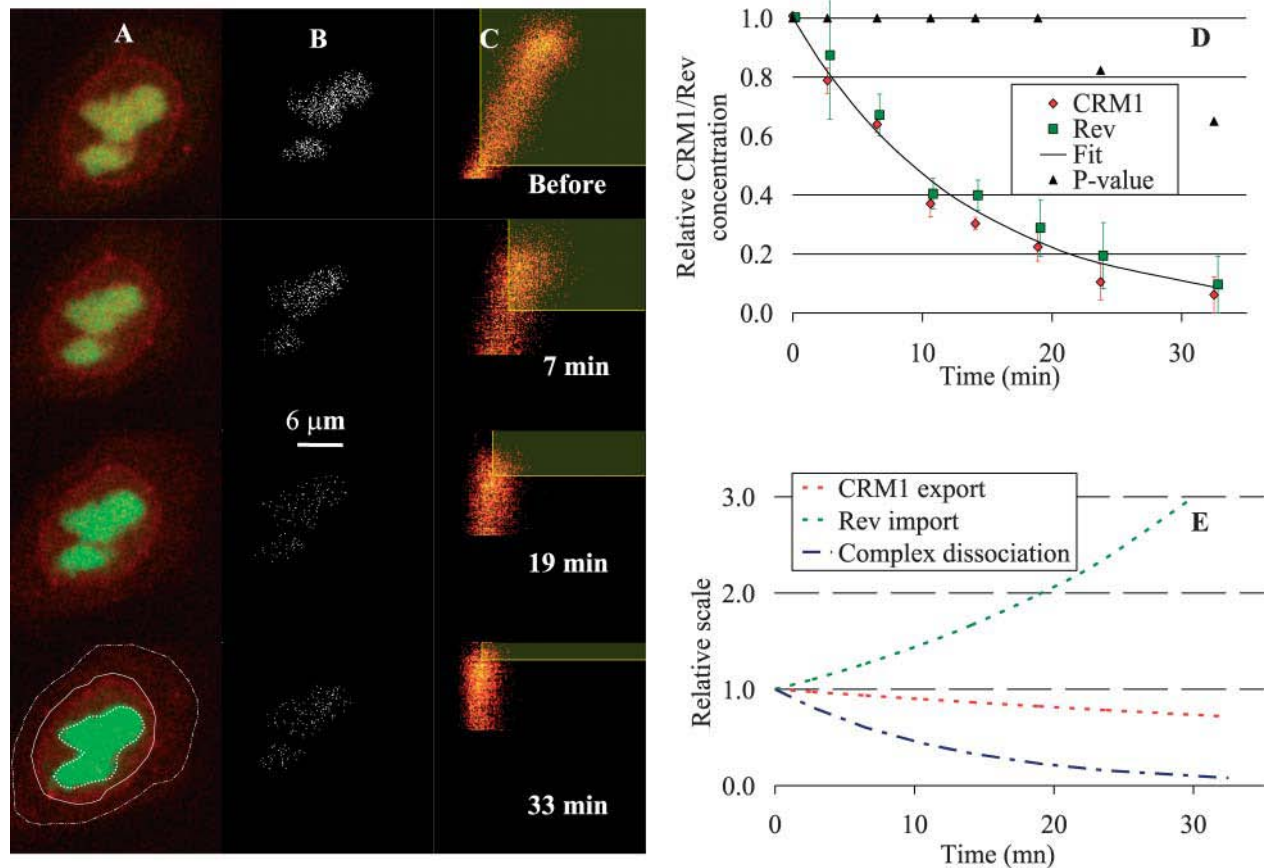 A
B
C
Before
7 min
6 μm
19 min
33 min
D
1.0
0.8
0.6
0.4
0.2
0.0
Relative CRM1/Rev
concentration
CRM1
Rev
Fit
P-value
0 10 20 30
Time (min)
E
3.0
2.0
1.0
0.0
Relative scale
CRM1 export
Rev import
Complex dissociation
0 10 20 30
Time (mn)